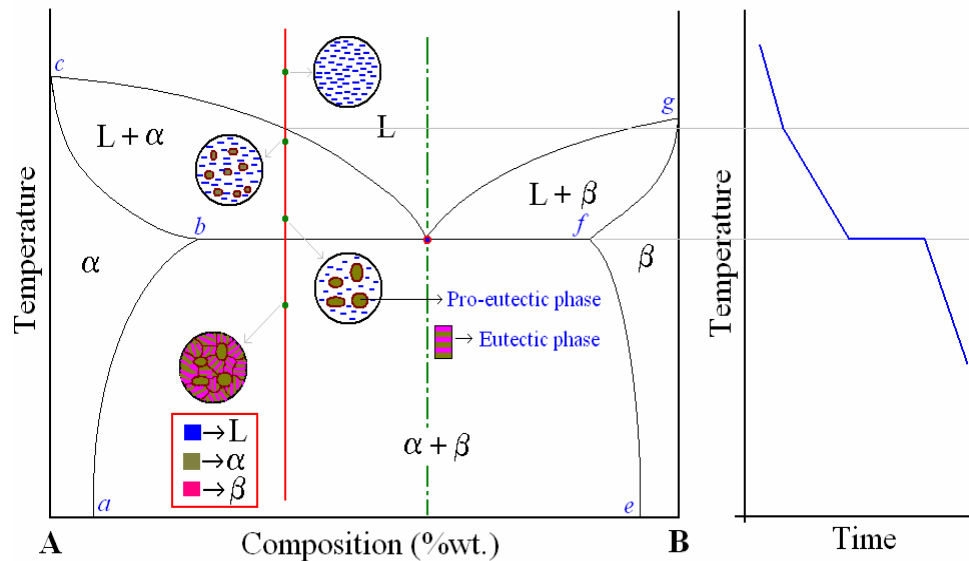 c
g
L + α
L
L + β
b
f
α
β
Pro-eutectic phase
Eutectic phase
→L
→α
→β
α + β
a
e
A
B
Composition (%wt.)
Temperature
Temperature
Time